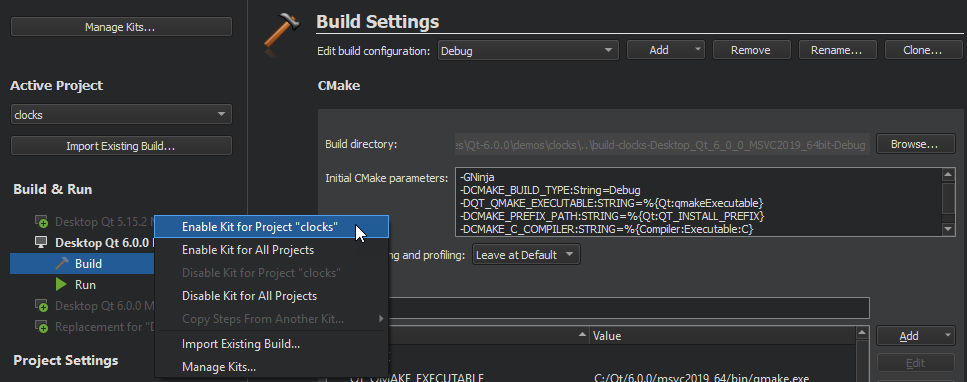 Manage Kits...
Active Project
clocks
Import Existing Build...
Build & Run
Desktop Qt 5.15.2
Desktop Qt 6.0.0
Build
Run
Desktop Qt 6.0.0
Replacement for
Project Settings
Enable Kit for Project "clocks"
Enable Kit for All Projects
Disable Kit for Project "clocks"
Disable Kit for All Projects
Copy Steps From Another Kit...
Import Existing Build...
Manage Kits...
Build Settings
Edit build configuration: Debug Add Remove Rename... Clone...
CMake
Build directory: es\Qt-6.0.0\demos\clocks\..\build-clocks-Desktop_Qt_6_0_0_MSVC2019_64bit-Debug Browse...
Initial CMake parameters:
-GNinja
-DCMAKE_BUILD_TYPE:String=Debug
-DQT_QMAKE_EXECUTABLE:STRING=%{Qt:qmakeExecutable}
-DCMAKE_PREFIX_PATH:STRING=%{Qt:QT_INSTALL_PREFIX}
-DCMAKE_C_COMPILER:STRING=%{Compiler:Executable:C}
and profiling: Leave at Default
Value
Add
Edit
QT_QMAKE_EXECUTABLE C:/Qt/6.0.0/msvc2019_64/bin/qmake.exe